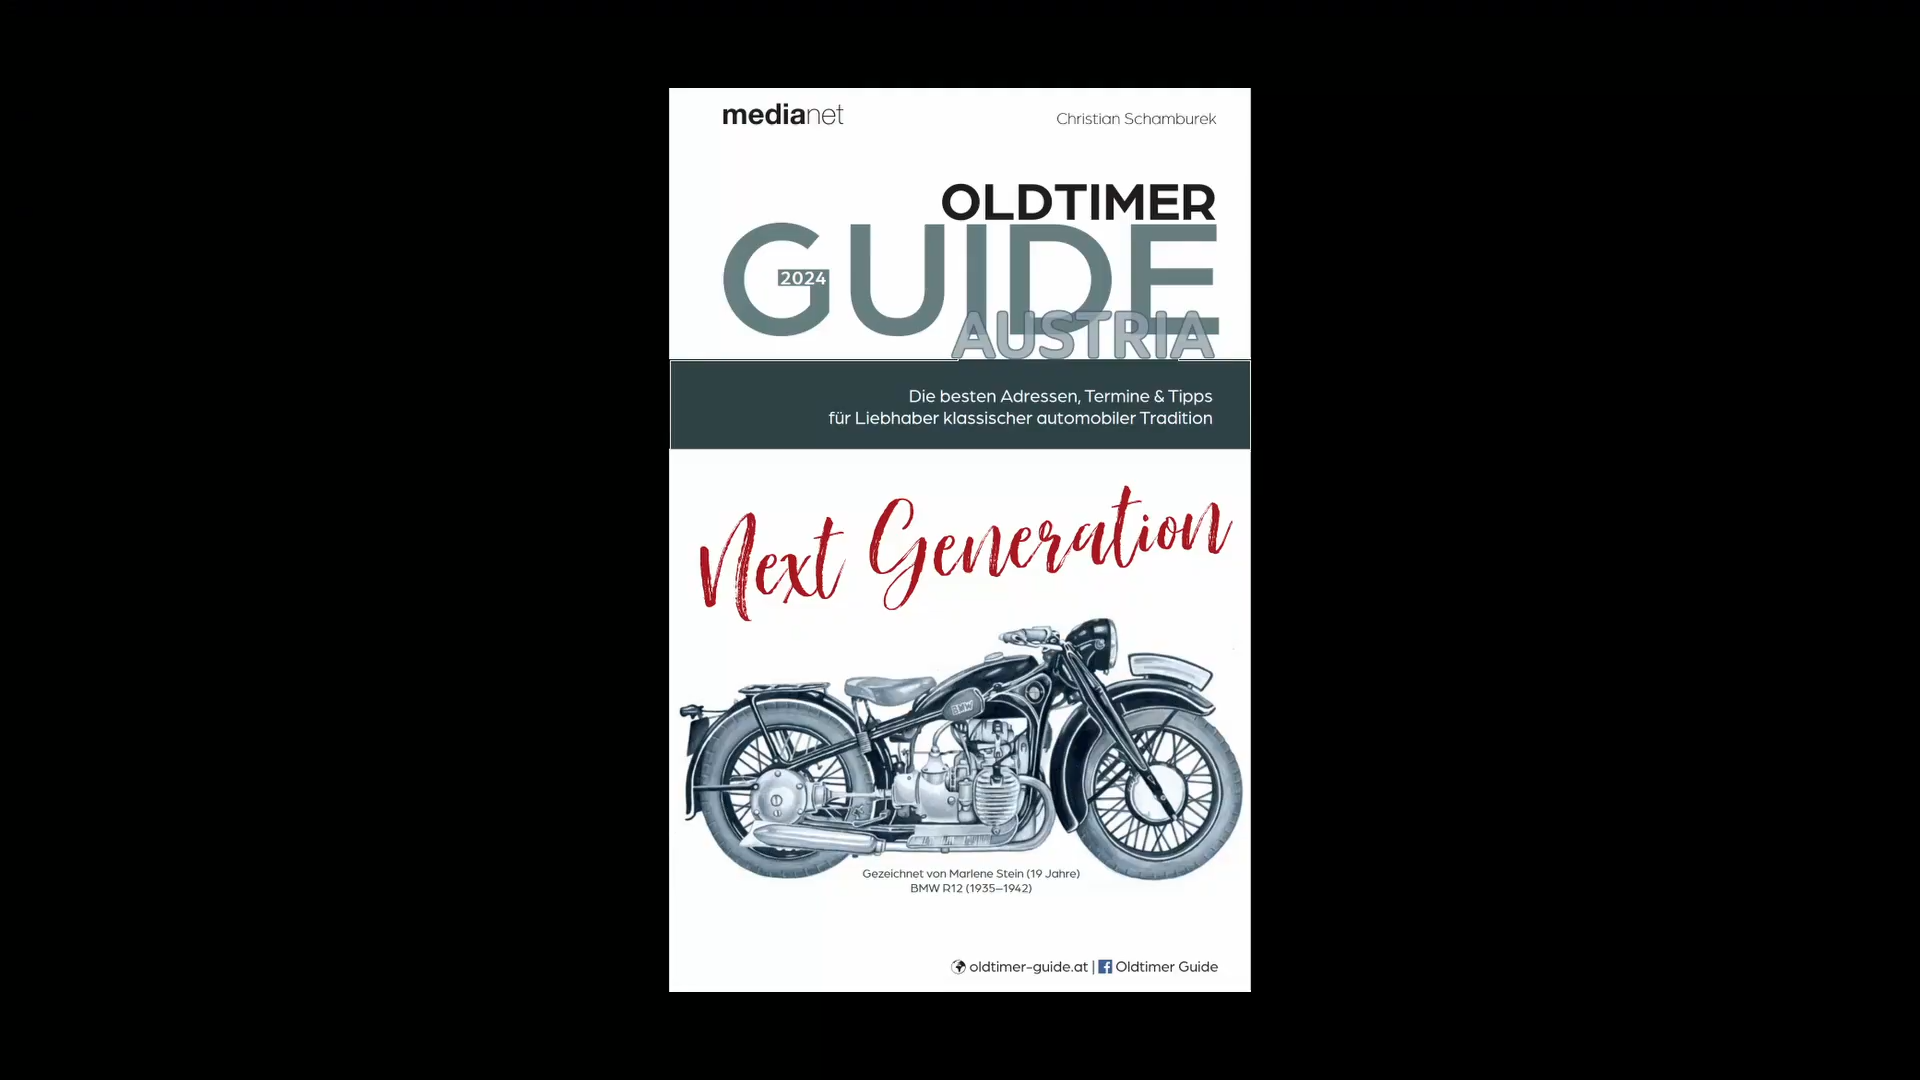 medianet
Christian Schamburek
OLDTIMER
GUIDE
2024
AUSTRIA
Die besten Adressen, Termine & Tipps
für Liebhaber klassischer automobiler Tradition
Next Generation
BMW
Gezeichnet von Marlene Stein (19 Jahre)
BMW R12 (1935–1942)
oldtimer-guide.at | Oldtimer Guide